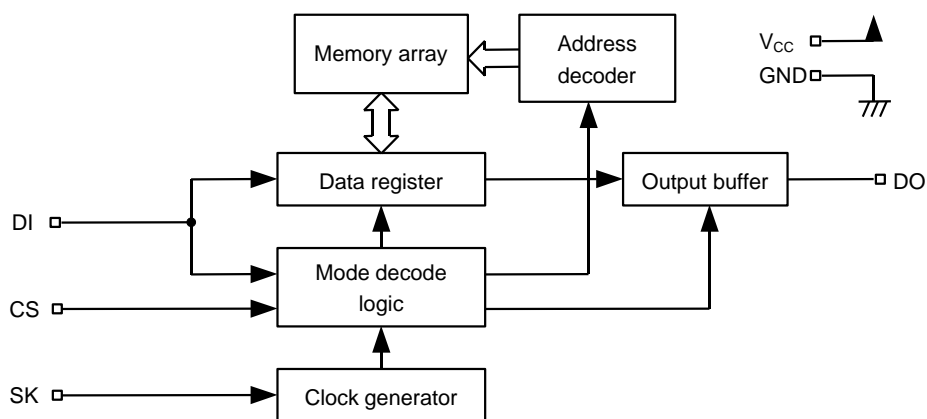 Memory array
Address
decoder
VCC
GND
Data register
Output buffer
DO
DI
Mode decode
logic
CS
SK
Clock generator